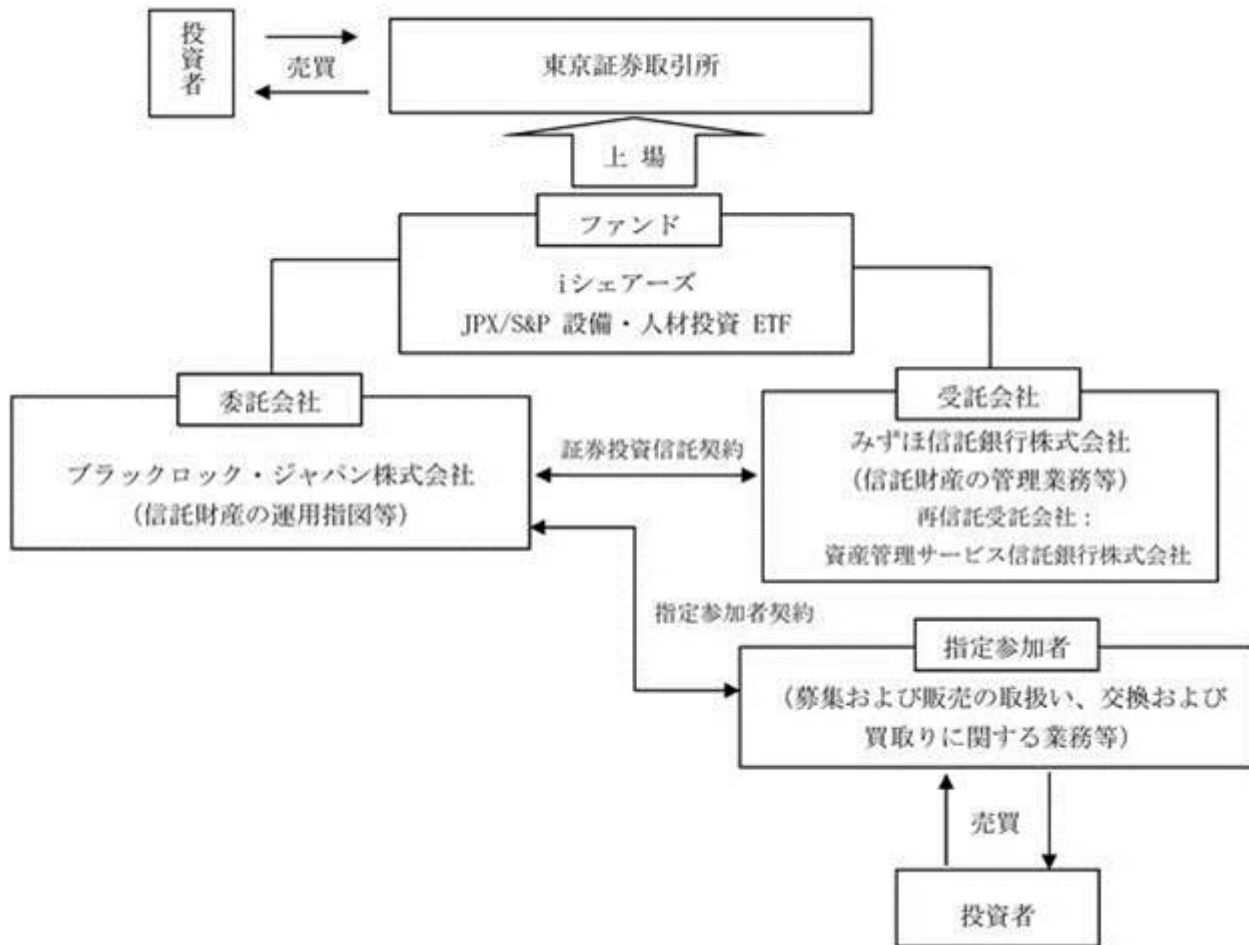 投資者
売買
東京証券取引所
上 場
ファンド
iシェアーズ
JPX/S&P 設備・人材投資 ETF
委託会社
ブラックロック・ジャパン株式会社
(信託財産の運用指図等)
証券投資信託契約
受託会社
みずほ信託銀行株式会社
(信託財産の管理業務等)
再信託受託会社:
資産管理サービス信託銀行株式会社
指定参加者契約
指定参加者
(募集および販売の取扱い、交換および
買取りに関する業務等)
売買
投資者